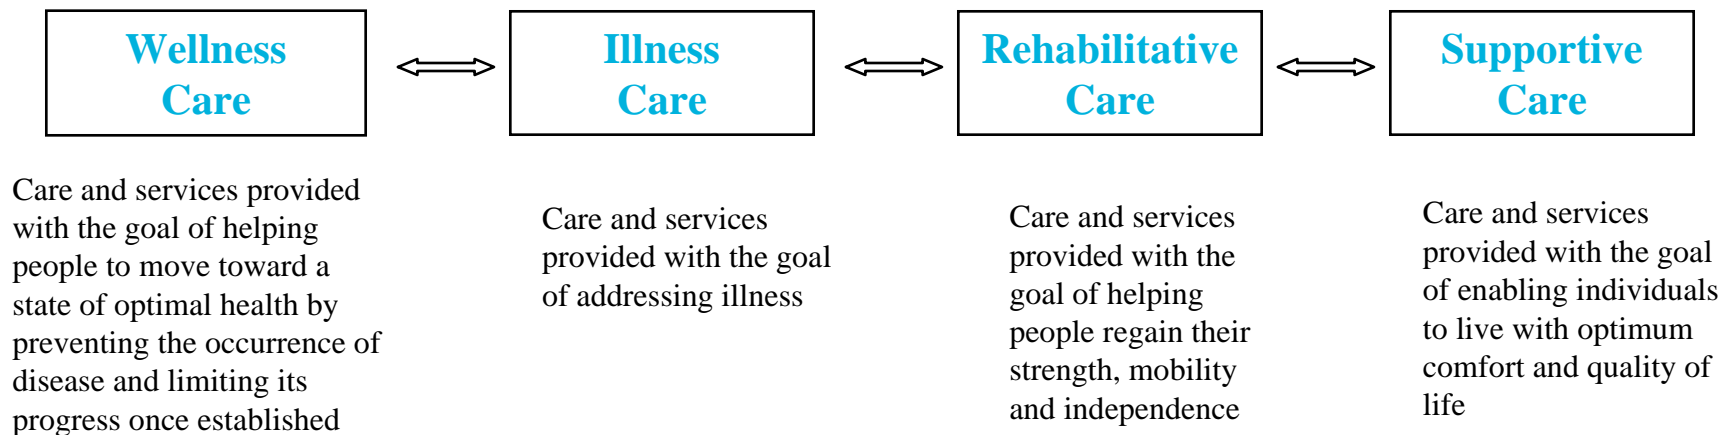 Wellness
Care
Illness
Care
Rehabilitative
Care
Supportive
Care
Care and services provided
with the goal of helping
people to move toward a
state of optimal health by
preventing the occurrence of
disease and limiting its
progress once established
Care and services
provided with the goal
of addressing illness
Care and services
provided with the
goal of helping
people regain their
strength, mobility
and independence
Care and services
provided with the goal
of enabling individuals
to live with optimum
comfort and quality of
life